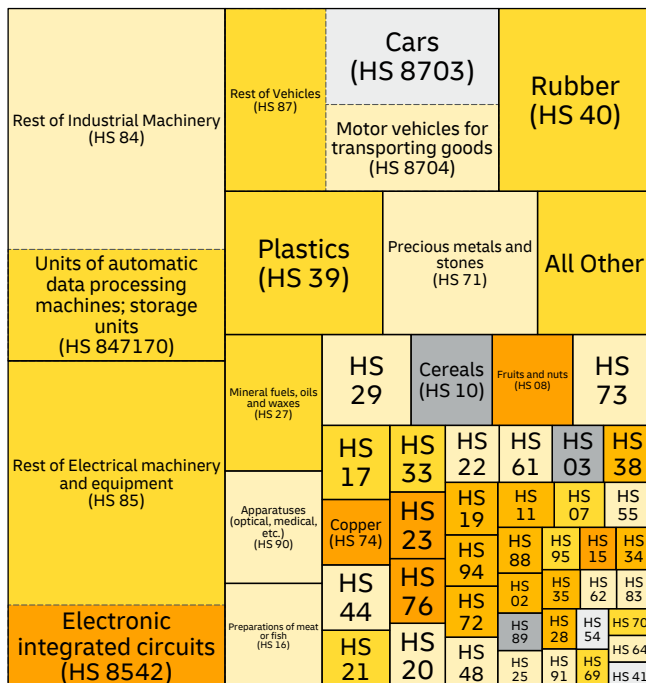 Rest of Industrial Machinery
(HS 84)
Units of automatic
data processing
machines; storage
units
(HS 847170)
Rest of Electrical machinery
and equipment
(HS 85)
Electronic
integrated circuits
(HS 8542)
Rest of Vehicles
(HS 87)
Cars
(HS 8703)
Motor vehicles for
transporting goods
(HS 8704)
Rubber
(HS 40)
Plastics
(HS 39)
Precious metals and
stones
(HS 71)
All Other
Mineral fuels, oils
and waxes
(HS 27)
Apparatuses
(optical, medical,
etc.)
(HS 90)
Preparations of meat
or fish
(HS 16)
HS
29
Cereals
(HS 10)
Fruits and nuts
(HS 08)
HS
73
HS
17
Copper
(HS 74)
HS
44
HS
21
HS
33
HS
23
HS
76
HS
20
HS
22
HS
61
HS
03
HS
38
HS
19
HS
94
HS
72
HS
48
HS
11
HS
07
HS
55
HS
88
HS
95
HS
15
HS
34
HS
02
HS
35
HS
62
HS
83
HS
89
HS
28
HS
54
HS 70
HS 64
HS
25
HS
91
HS
69
HS 41